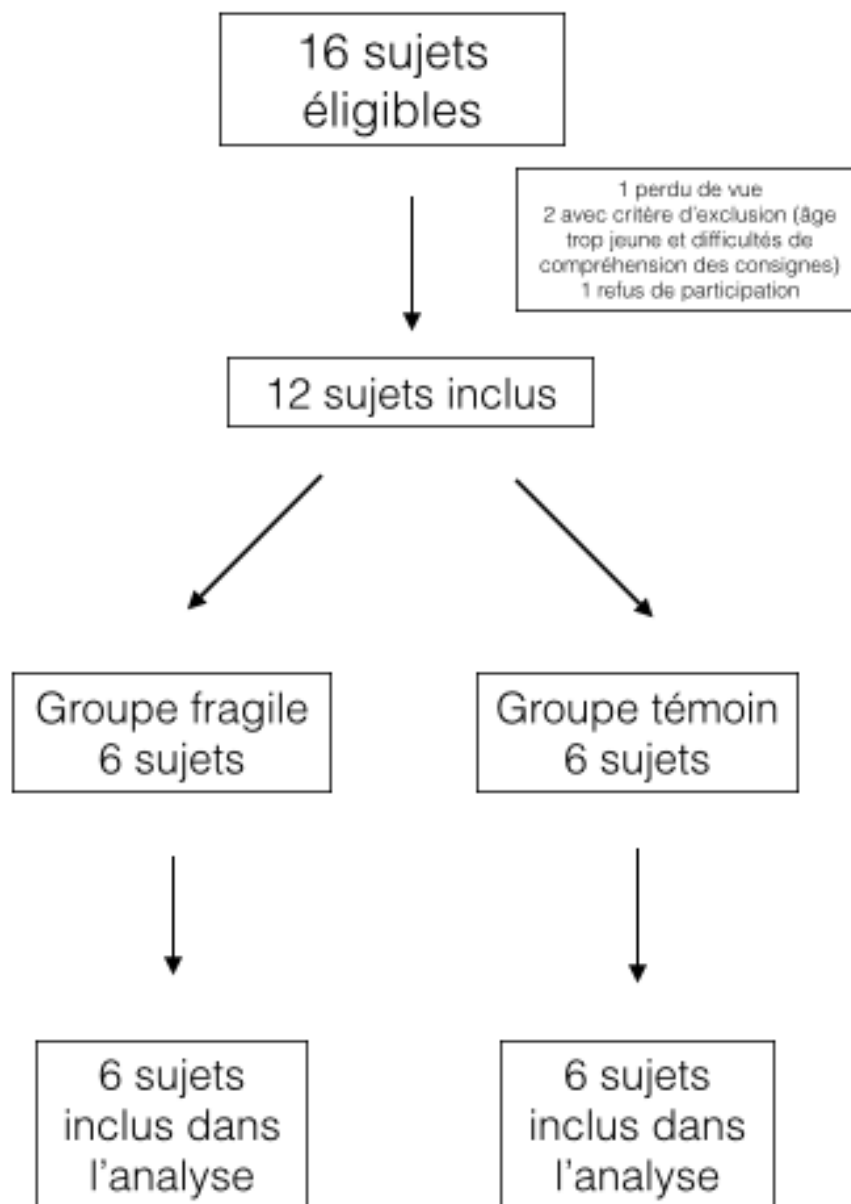 16 sujets
éligibles
1 perdu de vue
2 avec critère d'exclusion (âge
trop jeune et difficultés de
compréhension des consignes)
1 refus de participation
12 sujets inclus
Groupe fragile
6 sujets
Groupe témoin
6 sujets
6 sujets
inclus dans
l'analyse
6 sujets
inclus dans
l'analyse